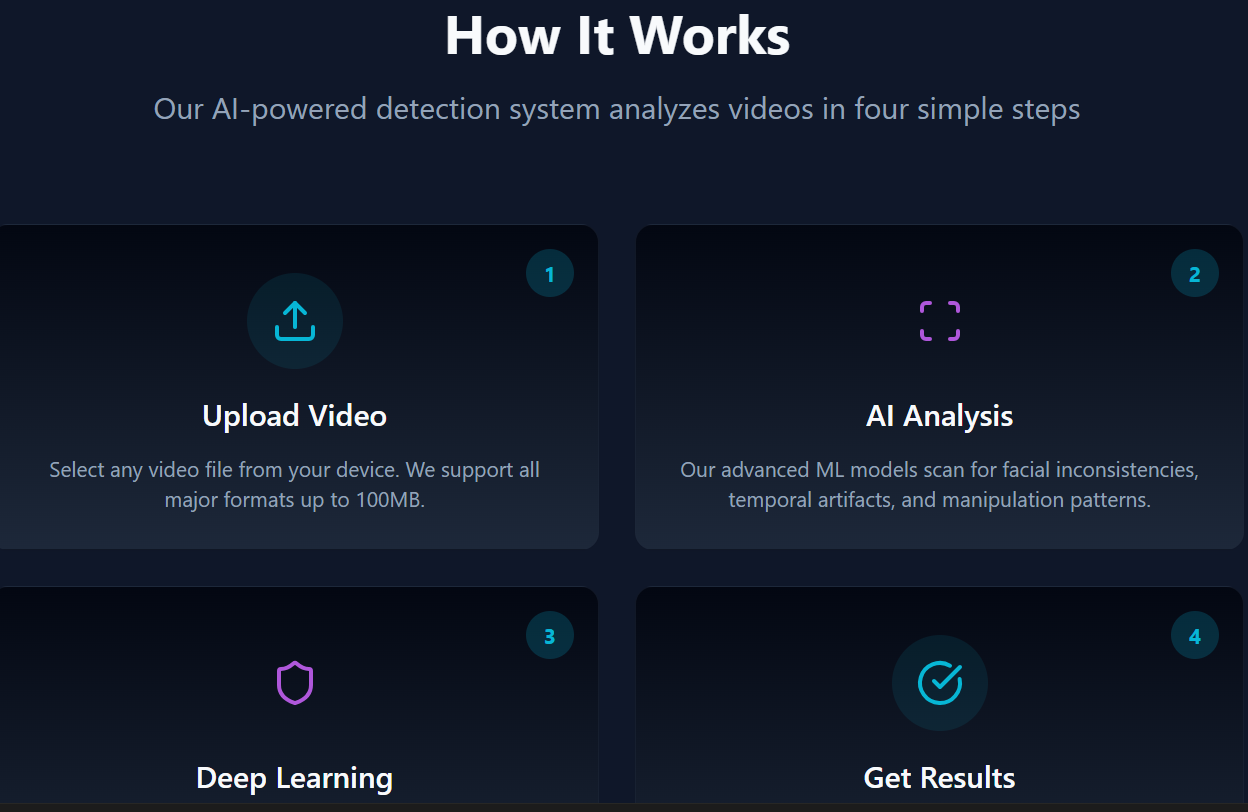 How It Works
Our AI-powered detection system analyzes videos in four simple steps
1
Upload Video
Select any video file from your device. We support all
major formats up to 100MB.
2
AI Analysis
Our advanced ML models scan for facial inconsistencies,
temporal artifacts, and manipulation patterns.
3
Deep Learning
4
Get Results